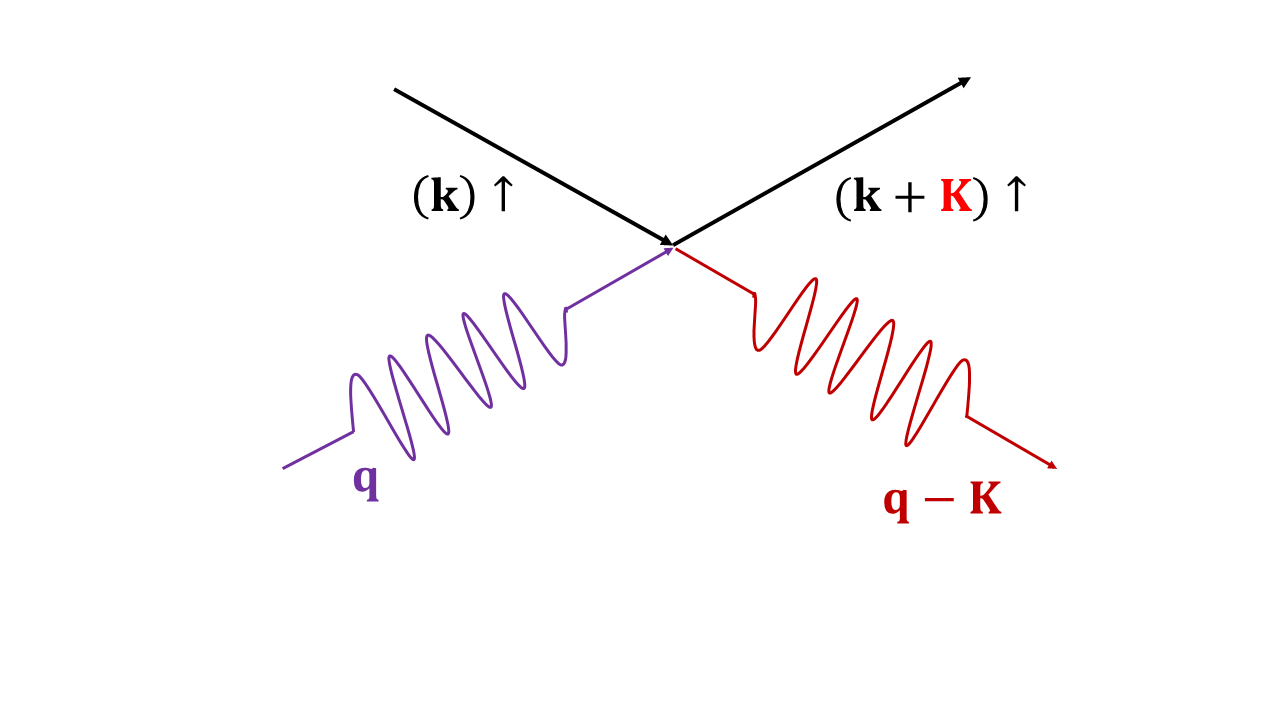 (k) ↑
(k + K) ↑
q
q − K